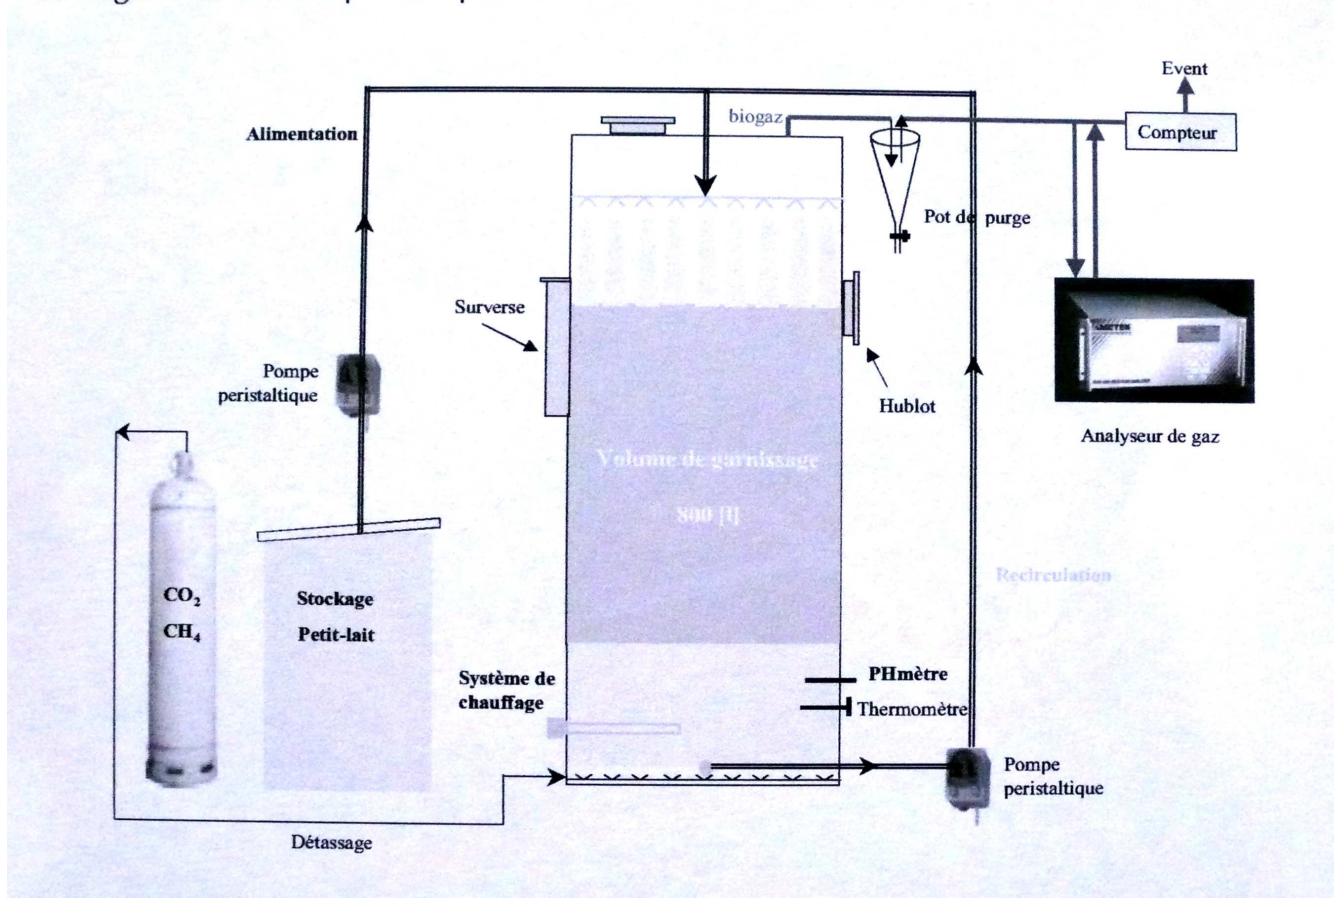 Event
Alimentation
biogaz
Compteur
Pot de purge
Surverse
AMETEK
Pompe
peristaltique
Hublot
Analyseur de gaz
Volume de garnissage
800 [l]
CO₂
CH₄
Stockage
Petit-lait
Recirculation
Système de
chauffage
PHmètre
Thermomètre
Pompe
peristaltique
Détassage